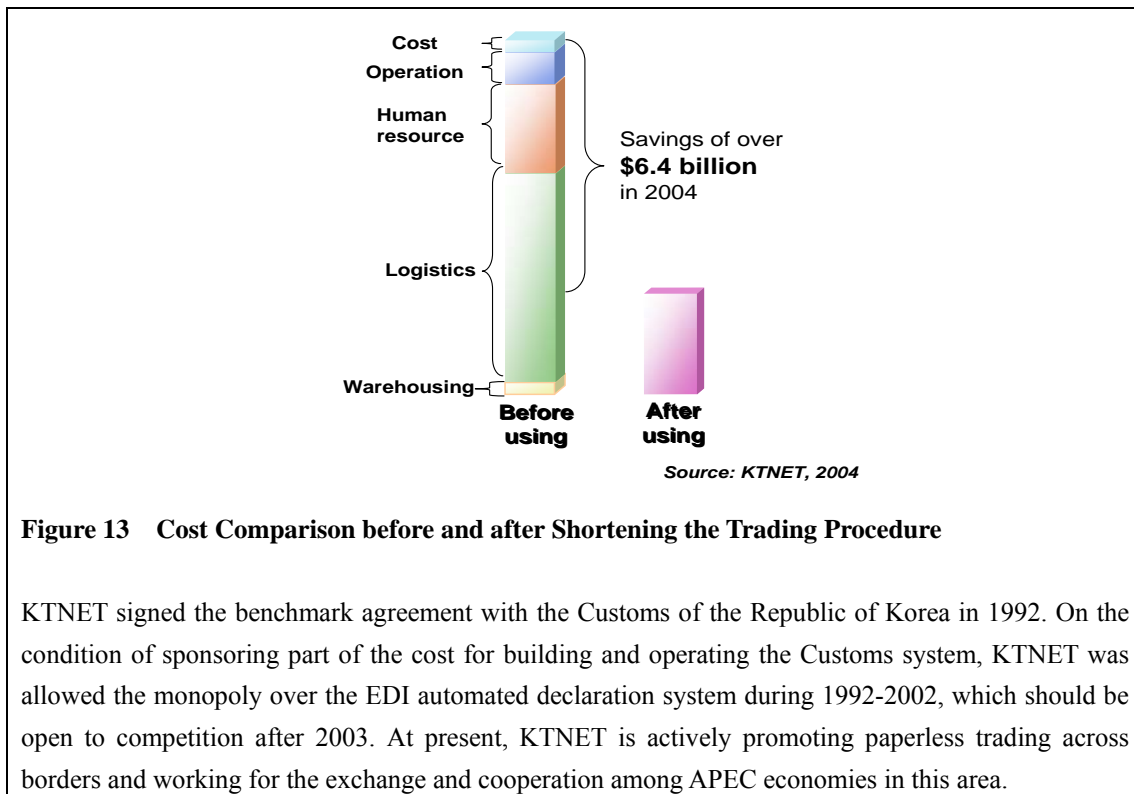 Cost
Operation
Human
resource
Savings of over
$6.4 billion
in 2004
Logistics
Warehousing
Before
using
After
using
Source: KTNET, 2004
Figure 13 Cost Comparison before and after Shortening the Trading Procedure
KTNET signed the benchmark agreement with the Customs of the Republic of Korea in 1992. On the
condition of sponsoring part of the cost for building and operating the Customs system, KTNET was
allowed the monopoly over the EDI automated declaration system during 1992-2002, which should be
open to competition after 2003. At present, KTNET is actively promoting paperless trading across
borders and working for the exchange and cooperation among APEC economies in this area.